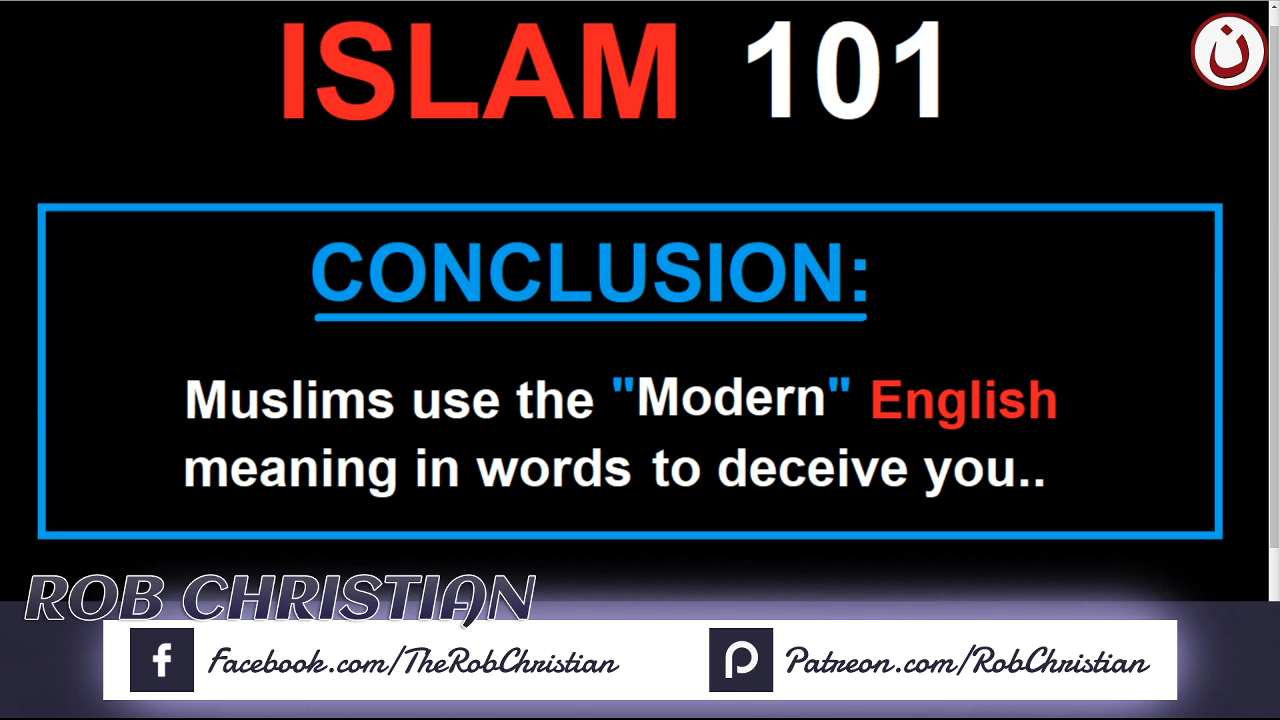 ISLAM 101
ن
CONCLUSION:
Muslims use the "Modern" English
meaning in words to deceive you..
ROB CHRISTIAN
f Facebook.com/TheRobChristian
Patreon.com/RobChristian